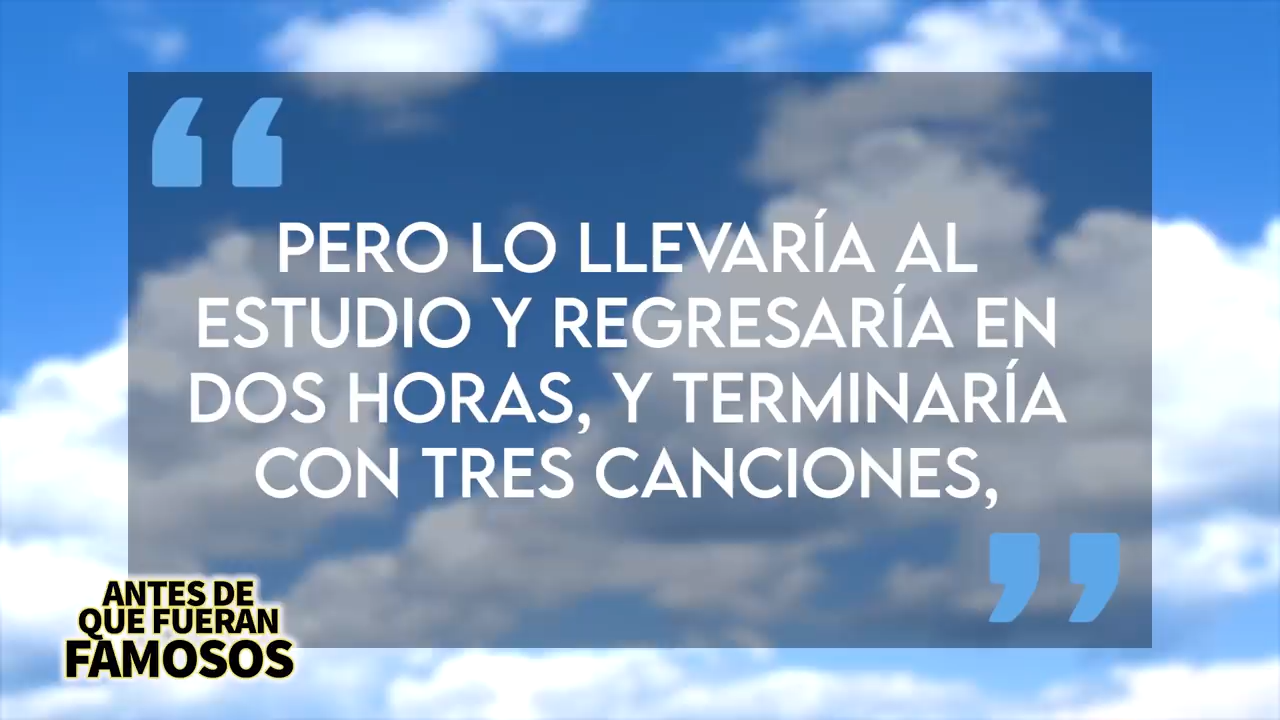 “
PERO LO LLEVARÍA AL
ESTUDIO Y REGRESARÍA EN
DOS HORAS, Y TERMINARÍA
CON TRES CANCIONES,
”
ANTES DE
QUE FUERAN
FAMOSOS